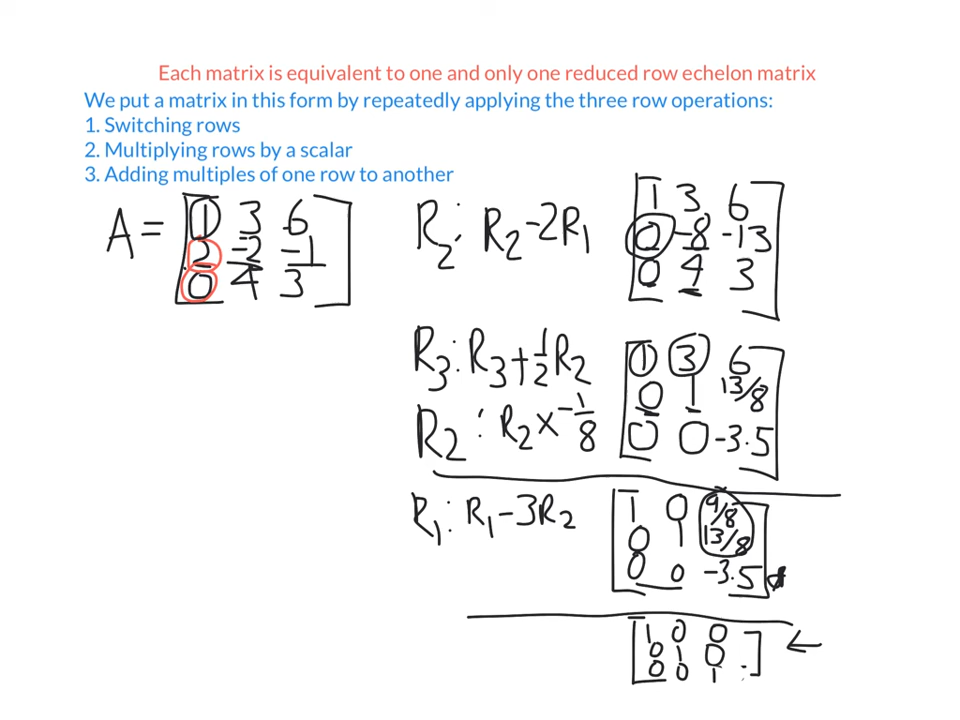 Each matrix is equivalent to one and only one reduced row echelon matrix
We put a matrix in this form by repeatedly applying the three row operations:
1. Switching rows
2. Multiplying rows by a scalar
3. Adding multiples of one row to another
A = [1 3 6
2 -2 -1
0 4 3]
R2: R2 - 2R1 [1 3 6
0 -8 -13
0 4 3]
R3: R3 + 1/2 R2 [1 3 6
0 1 13/8
R2: R2 × -1/8 0 0 -3.5]
R1: R1 - 3R2 [1 0 9/8
0 1 13/8
0 0 -3.5]
[1 0 0
0 1 0
0 0 1] ←